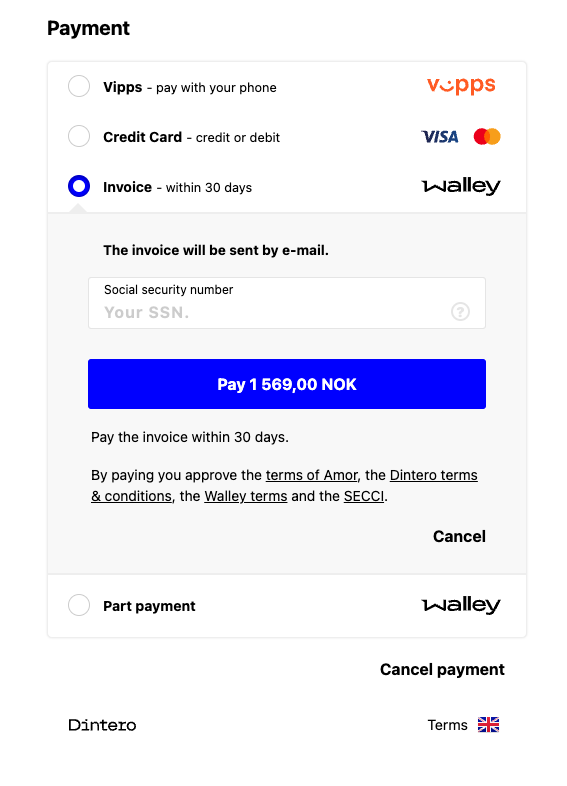 Payment
Vipps - pay with your phone
vipps
Credit Card - credit or debit
VISA
Invoice - within 30 days
walley
The invoice will be sent by e-mail.
Social security number
Your SSN.
?
Pay 1 569,00 NOK
Pay the invoice within 30 days.
By paying you approve the terms of Amor, the Dintero terms
& conditions, the Walley terms and the SECCI.
Cancel
Part payment
walley
Cancel payment
Dintero
Terms